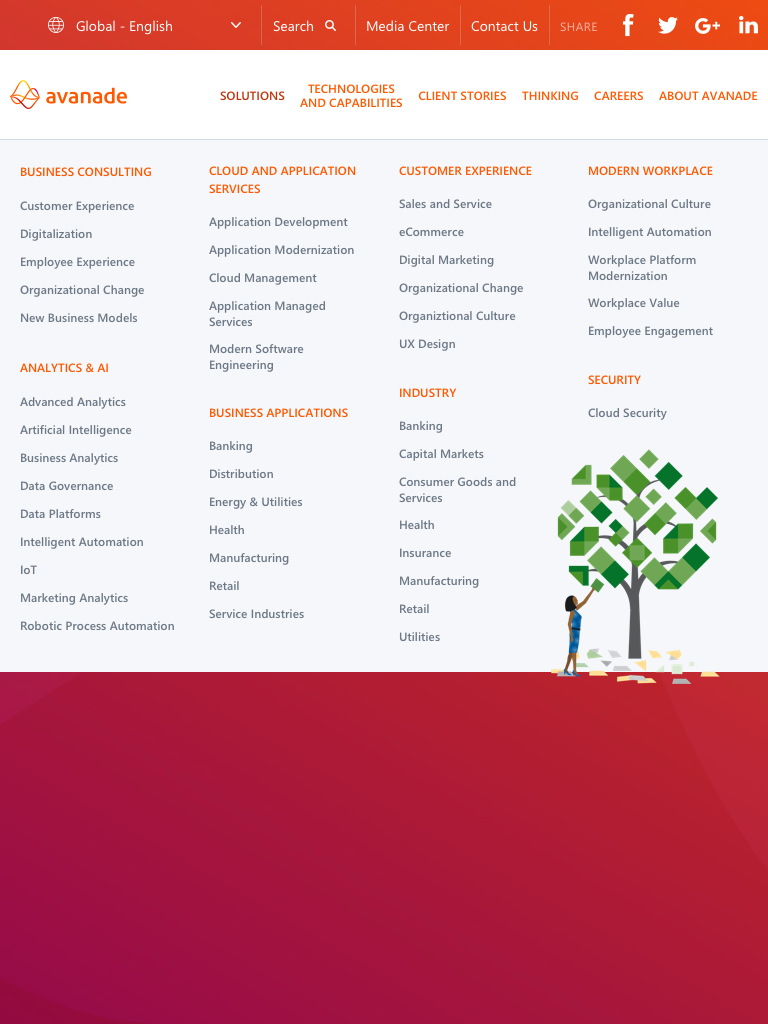 Global - English
Search
Media Center
Contact Us
SHARE
f
G+
in
avanade
SOLUTIONS
TECHNOLOGIES
AND CAPABILITIES
CLIENT STORIES
THINKING
CAREERS
ABOUT AVANADE
BUSINESS CONSULTING
Customer Experience
Digitalization
Employee Experience
Organizational Change
New Business Models
ANALYTICS & AI
Advanced Analytics
Artificial Intelligence
Business Analytics
Data Governance
Data Platforms
Intelligent Automation
IoT
Marketing Analytics
Robotic Process Automation
CLOUD AND APPLICATION
SERVICES
Application Development
Application Modernization
Cloud Management
Application Managed
Services
Modern Software
Engineering
BUSINESS APPLICATIONS
Banking
Distribution
Energy & Utilities
Health
Manufacturing
Retail
Service Industries
CUSTOMER EXPERIENCE
Sales and Service
eCommerce
Digital Marketing
Organizational Change
Organiztional Culture
UX Design
INDUSTRY
Banking
Capital Markets
Consumer Goods and
Services
Health
Insurance
Manufacturing
Retail
Utilities
MODERN WORKPLACE
Organizational Culture
Intelligent Automation
Workplace Platform
Modernization
Workplace Value
Employee Engagement
SECURITY
Cloud Security